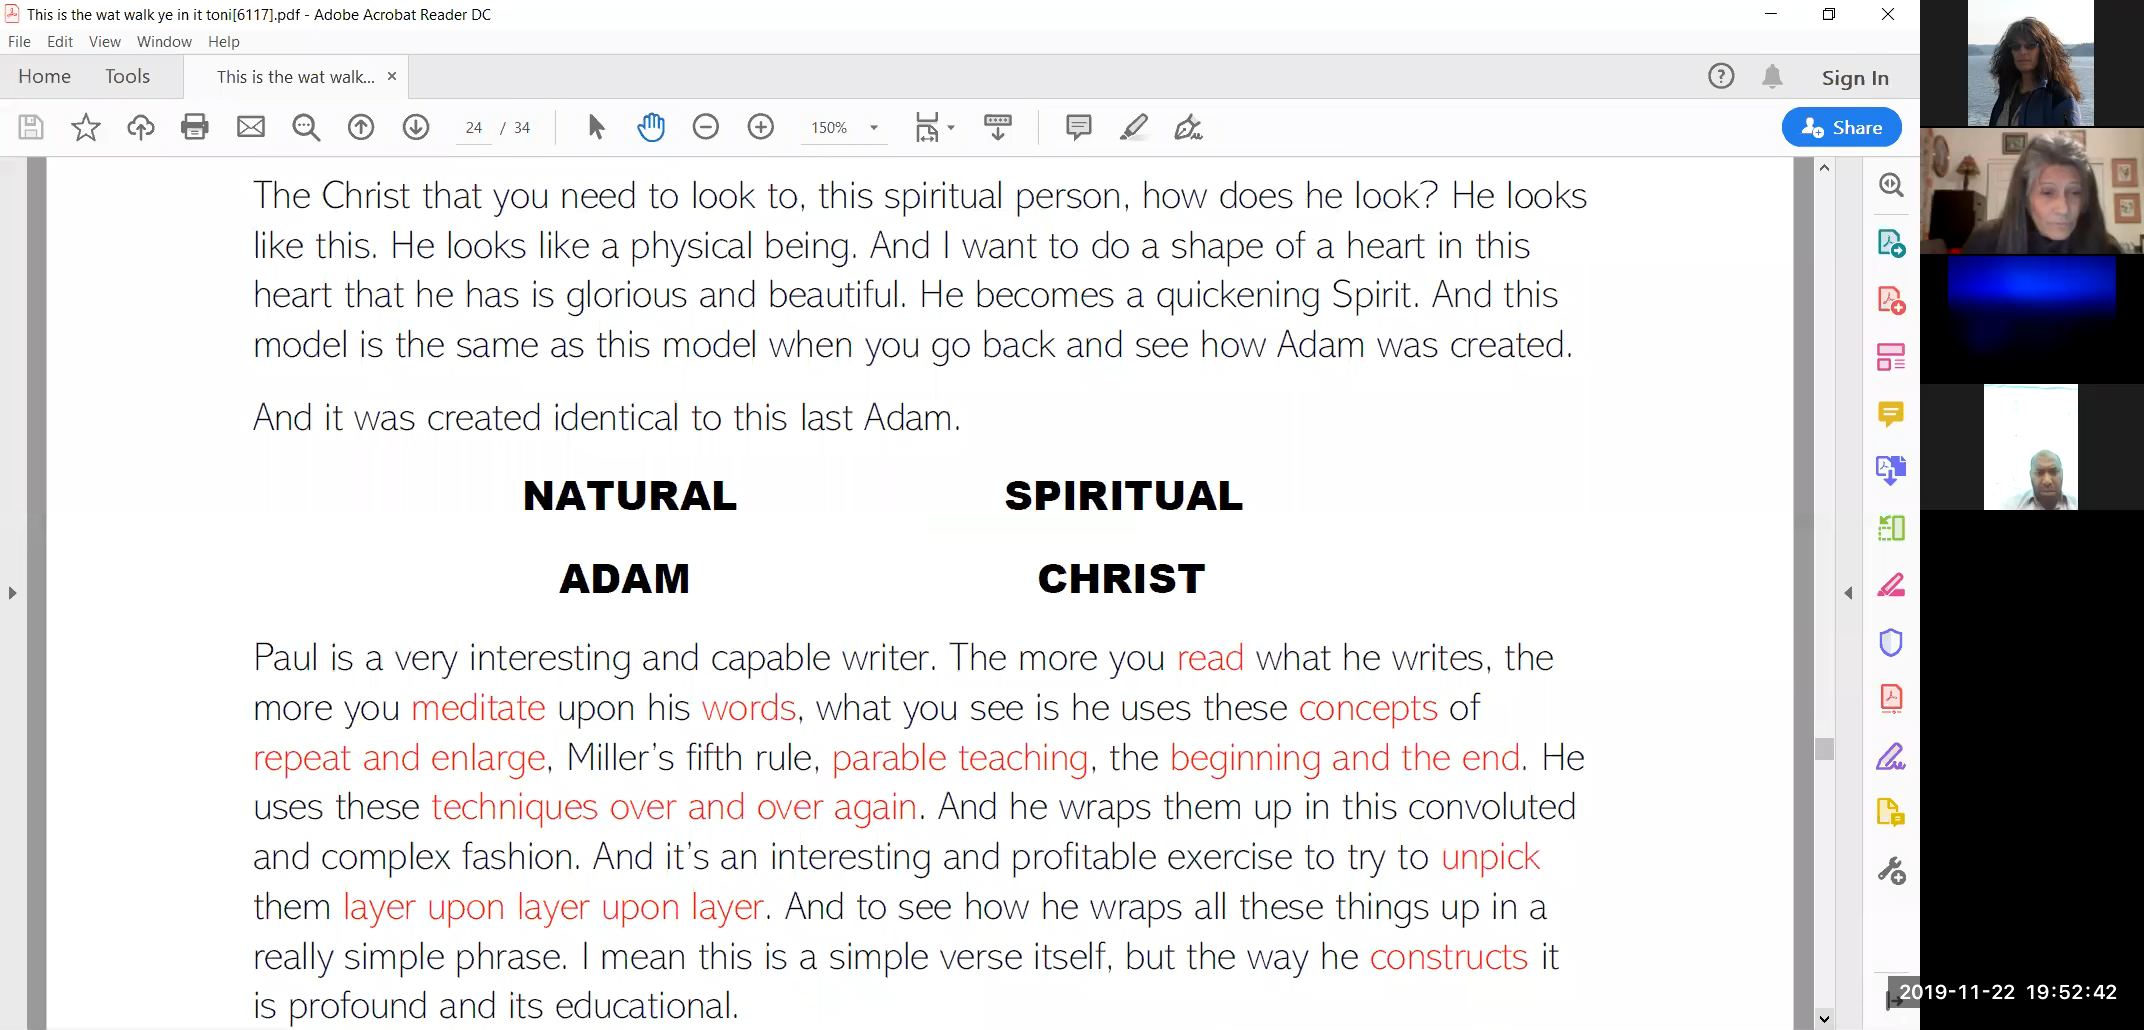 This is the wat walk ye in it toni[6117].pdf - Adobe Acrobat Reader DC
File Edit View Window Help
Home Tools This is the wat walk... × Sign In
24 / 34 150% Share
The Christ that you need to look to, this spiritual person, how does he look? He looks
like this. He looks like a physical being. And I want to do a shape of a heart in this
heart that he has is glorious and beautiful. He becomes a quickening Spirit. And this
model is the same as this model when you go back and see how Adam was created.
And it was created identical to this last Adam.
NATURAL SPIRITUAL
ADAM CHRIST
Paul is a very interesting and capable writer. The more you read what he writes, the
more you meditate upon his words, what you see is he uses these concepts of
repeat and enlarge, Miller's fifth rule, parable teaching, the beginning and the end. He
uses these techniques over and over again. And he wraps them up in this convoluted
and complex fashion. And it's an interesting and profitable exercise to try to unpick
them layer upon layer upon layer. And to see how he wraps all these things up in a
really simple phrase. I mean this is a simple verse itself, but the way he constructs it
is profound and its educational.
2019-11-22 19:52:42